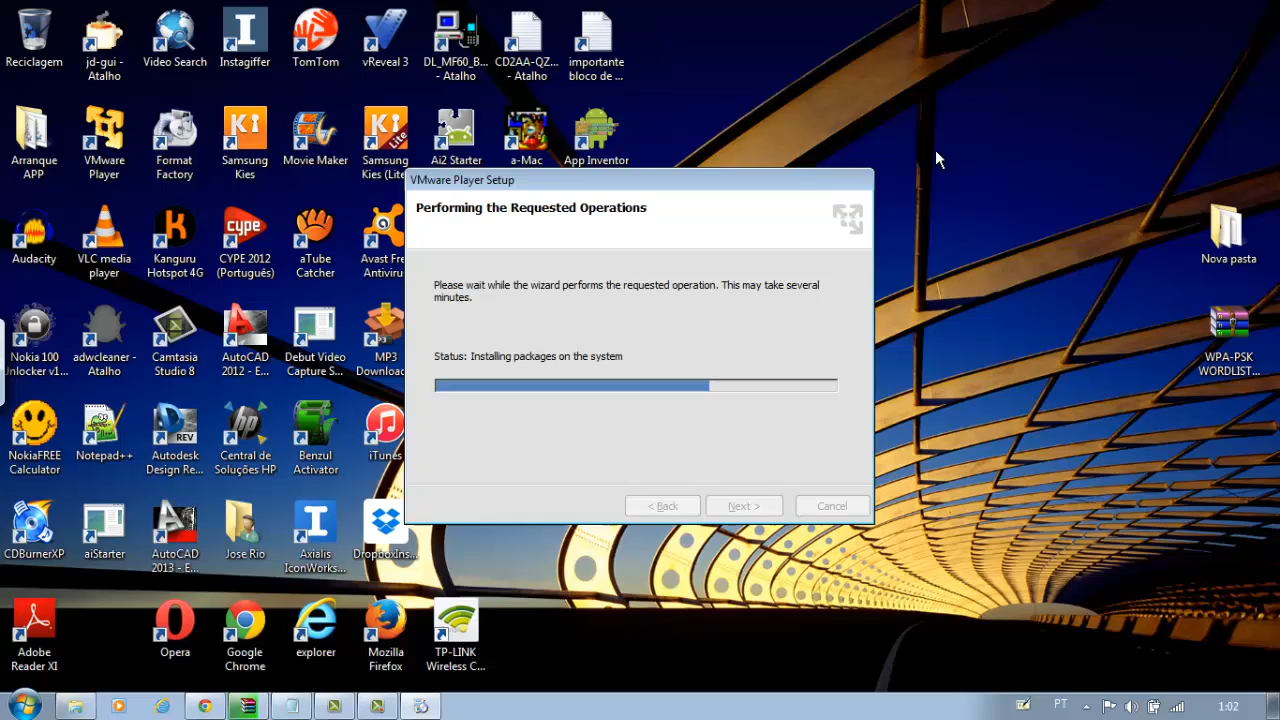 Reciclagem
jd-gui -
Atalho
Video Search
Instagiffer
TomTom
vReveal 3
DL_MF60_B...
- Atalho
CD2AA-QZ...
- Atalho
importante
bloco de ...
Arranque
APP
VMware
Player
Format
Factory
Samsung
Kies
Movie Maker
Samsung
Kies (Lite
Ai2 Starter
a-Mac
App Inventor
Audacity
VLC media
player
Kanguru
Hotspot 4G
cype
CYPE 2012
(Português)
aTube
Catcher
Avast Fre
Antiviru
Nova pasta
Nokia 100
Unlocker v1...
adwcleaner -
Atalho
Camtasia
Studio 8
AutoCAD
2012 - E...
Debut Video
Capture S...
MP3
Download
WPA-PSK
WORDLIST...
NokiaFREE
Calculator
Notepad++
REV
Autodesk
Design Re...
Central de
Soluções HP
Benzul
Activator
iTunes
CDBurnerXP
aiStarter
AutoCAD
2013 - E...
Jose Rio
Axialis
IconWorks...
DropboxIns...
Adobe
Reader XI
Opera
Google
Chrome
explorer
Mozilla
Firefox
TP-LINK
Wireless C...
VMware Player Setup
Performing the Requested Operations
Please wait while the wizard performs the requested operation. This may take several
minutes.
Status: Installing packages on the system
< Back
Next >
Cancel
PT
1:02